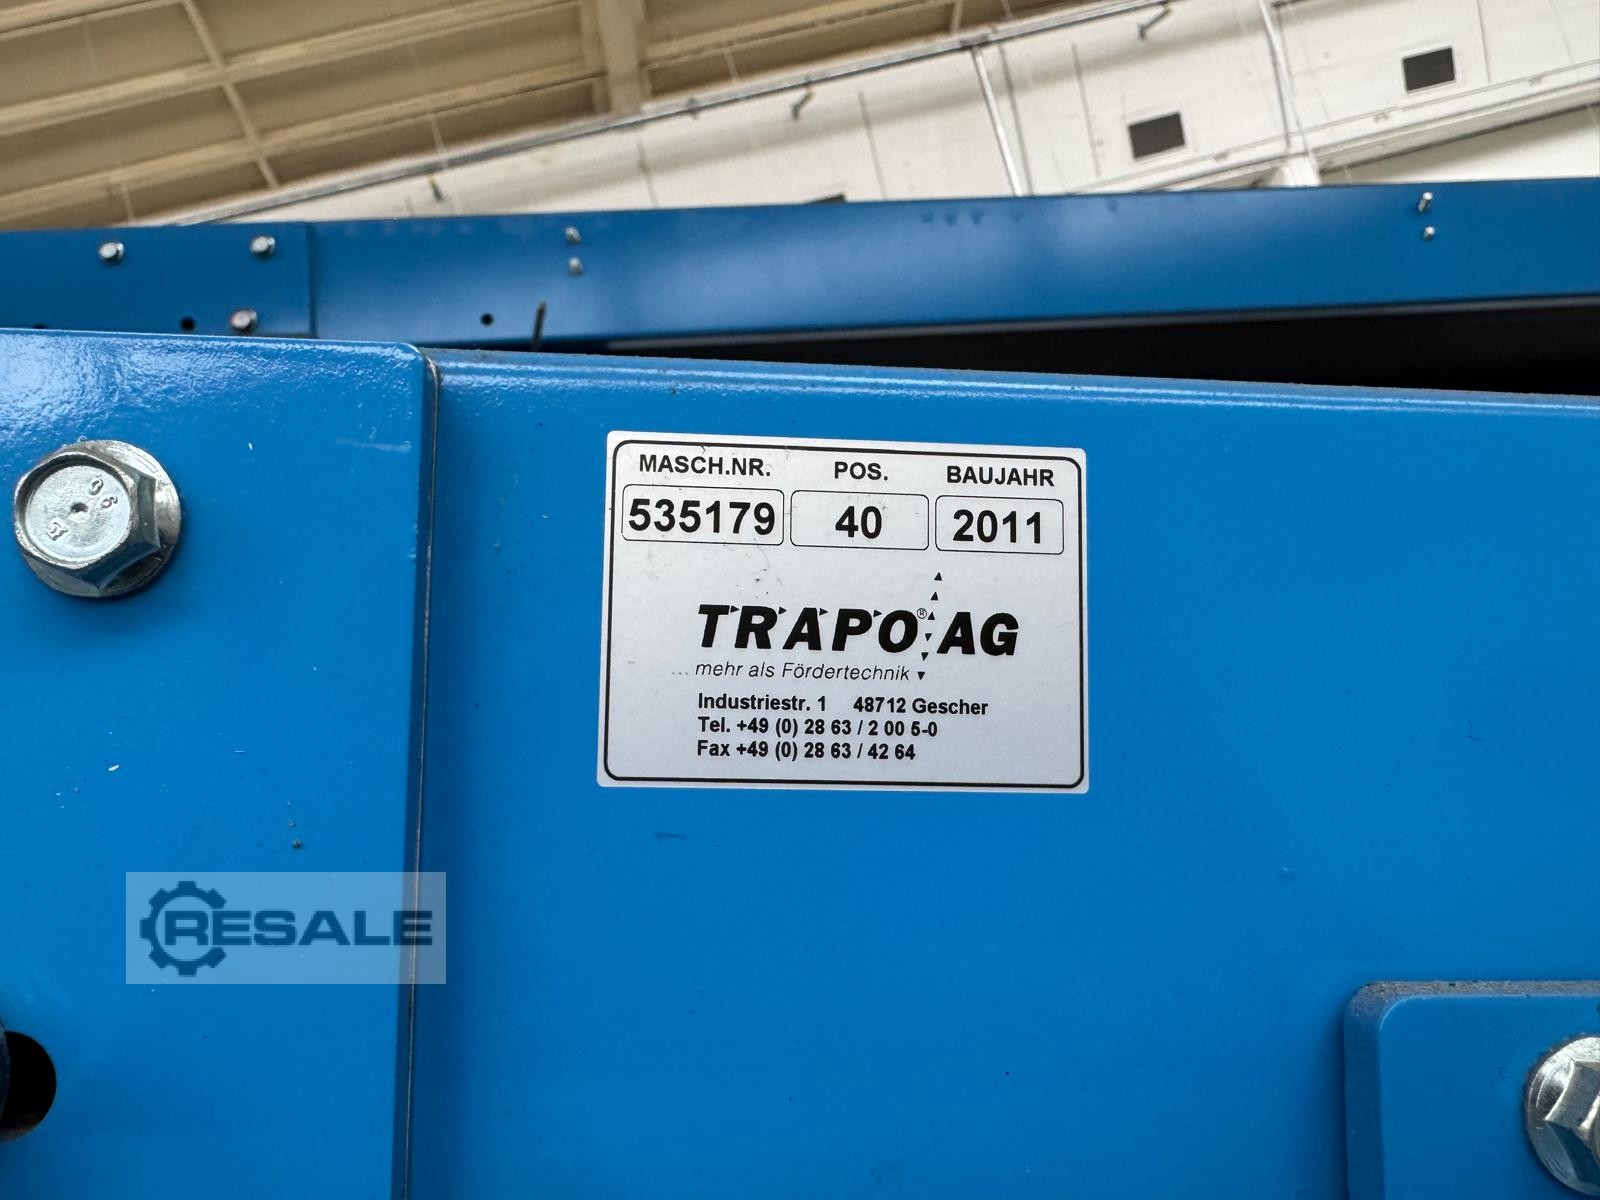 MASCH.NR. POS. BAUJAHR
535179 40 2011
TRAPO® AG
...mehr als Fördertechnik
Industriestr. 1 48712 Gescher
Tel. +49 (0) 28 63 / 2 00 5-0
Fax +49 (0) 28 63 / 42 64
RESALE